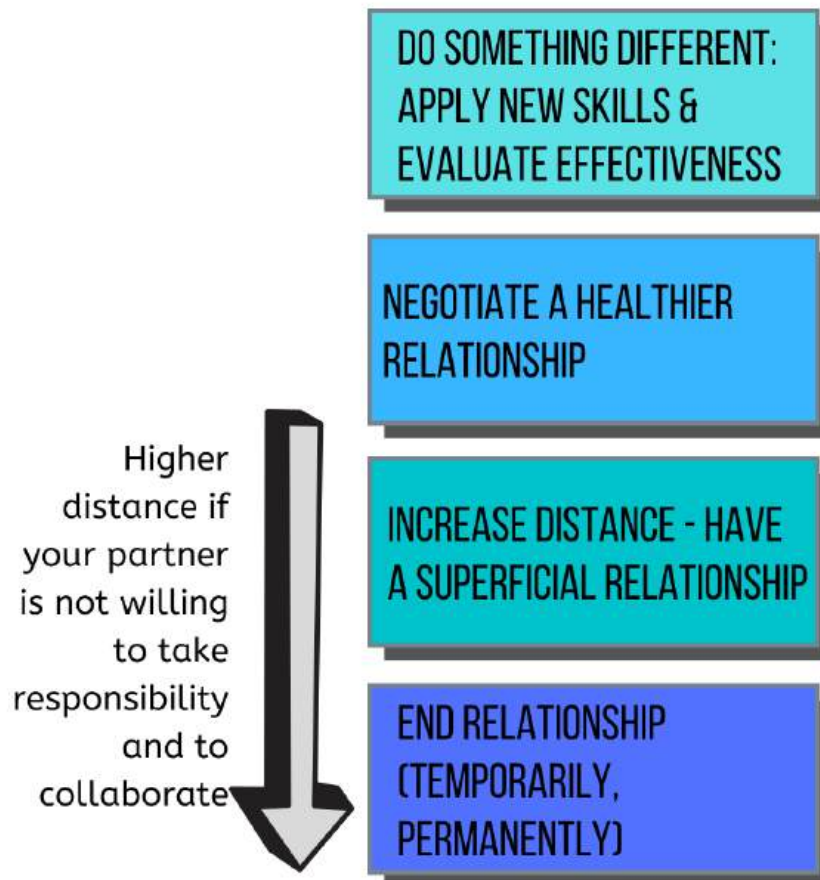 DO SOMETHING DIFFERENT:
APPLY NEW SKILLS &
EVALUATE EFFECTIVENESS
NEGOTIATE A HEALTHIER
RELATIONSHIP
Higher
distance if
your partner
is not willing
to take
responsibility
and to
collaborate
INCREASE DISTANCE - HAVE
A SUPERFICIAL RELATIONSHIP
END RELATIONSHIP
(TEMPORARILY,
PERMANENTLY)